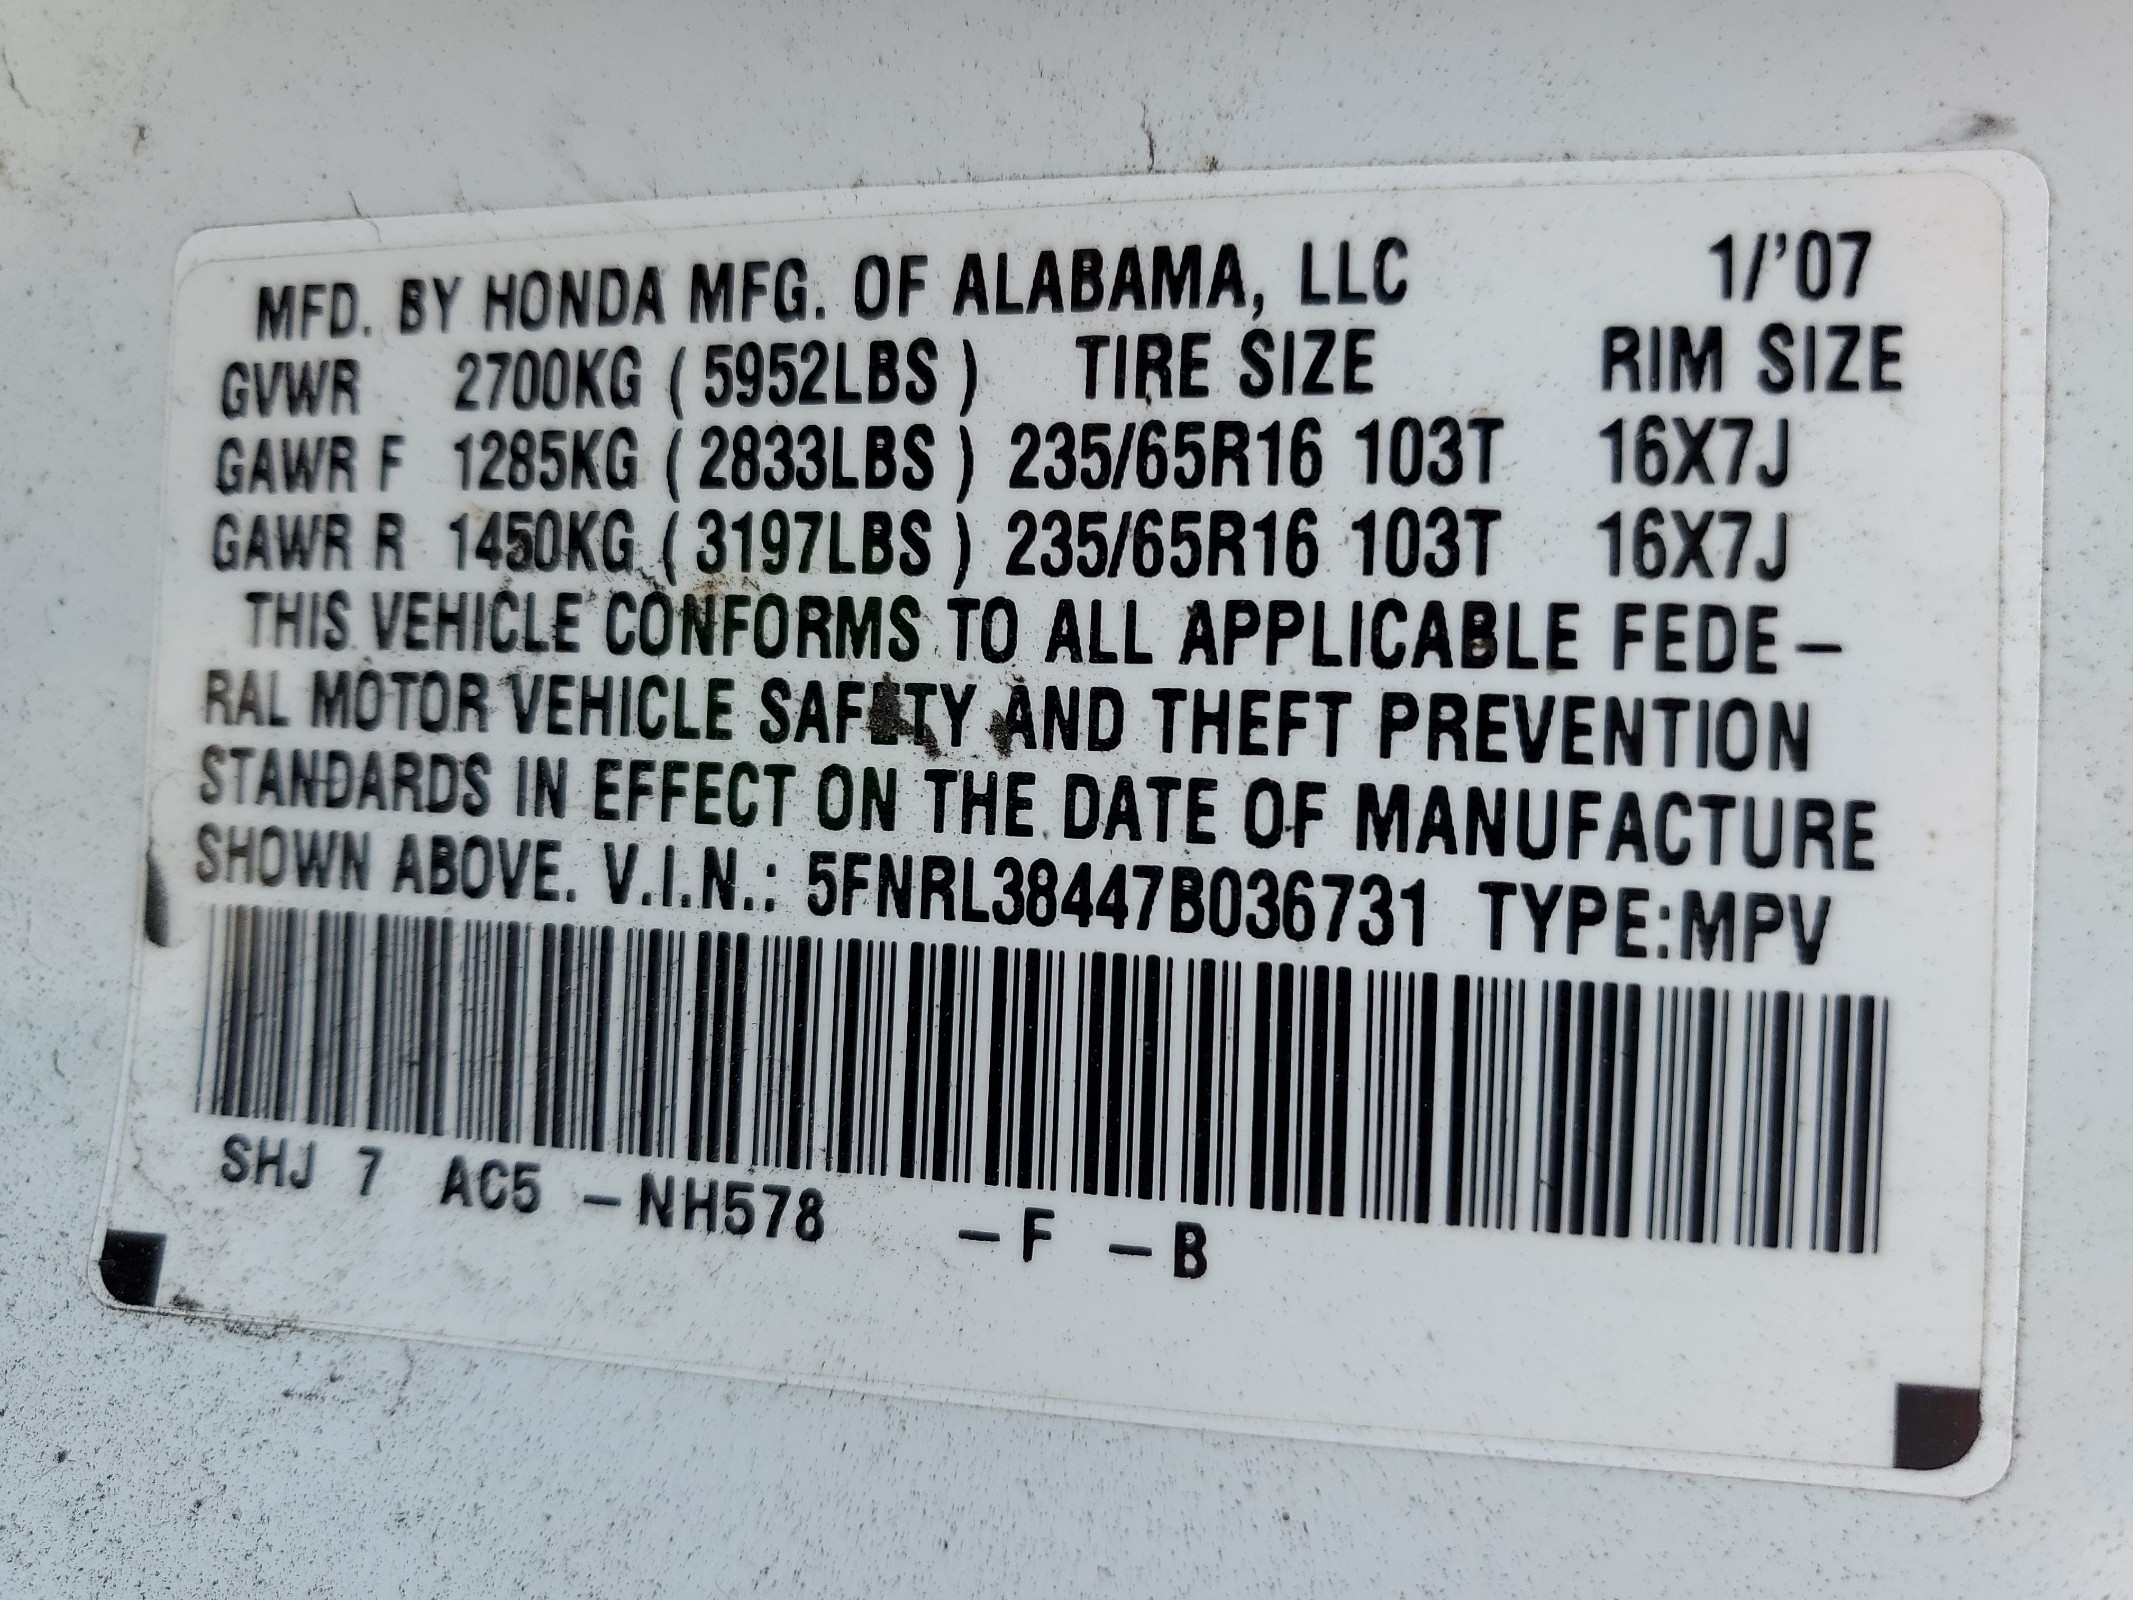 MFD. BY HONDA MFG. OF ALABAMA, LLC 1/'07
GVWR 2700KG ( 5952LBS ) TIRE SIZE RIM SIZE
GAWR F 1285KG ( 2833LBS ) 235/65R16 103T 16X7J
GAWR R 1450KG ( 3197LBS ) 235/65R16 103T 16X7J
THIS VEHICLE CONFORMS TO ALL APPLICABLE FEDE–
RAL MOTOR VEHICLE SAFETY AND THEFT PREVENTION
STANDARDS IN EFFECT ON THE DATE OF MANUFACTURE
SHOWN ABOVE. V.I.N.: 5FNRL38447B036731 TYPE:MPV
SHJ 7 AC5 –NH578 –F –B